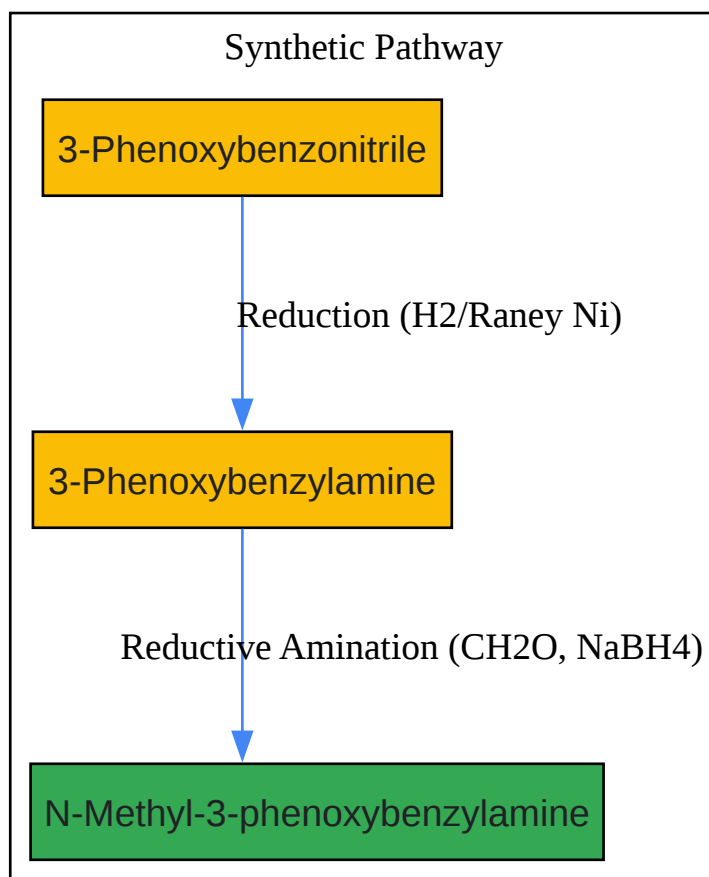 Synthetic Pathway
3-Phenoxybenzonitrile
Reduction (H2/Raney Ni)
3-Phenoxybenzylamine
Reductive Amination (CH2O, NaBH4)
N-Methyl-3-phenoxybenzylamine